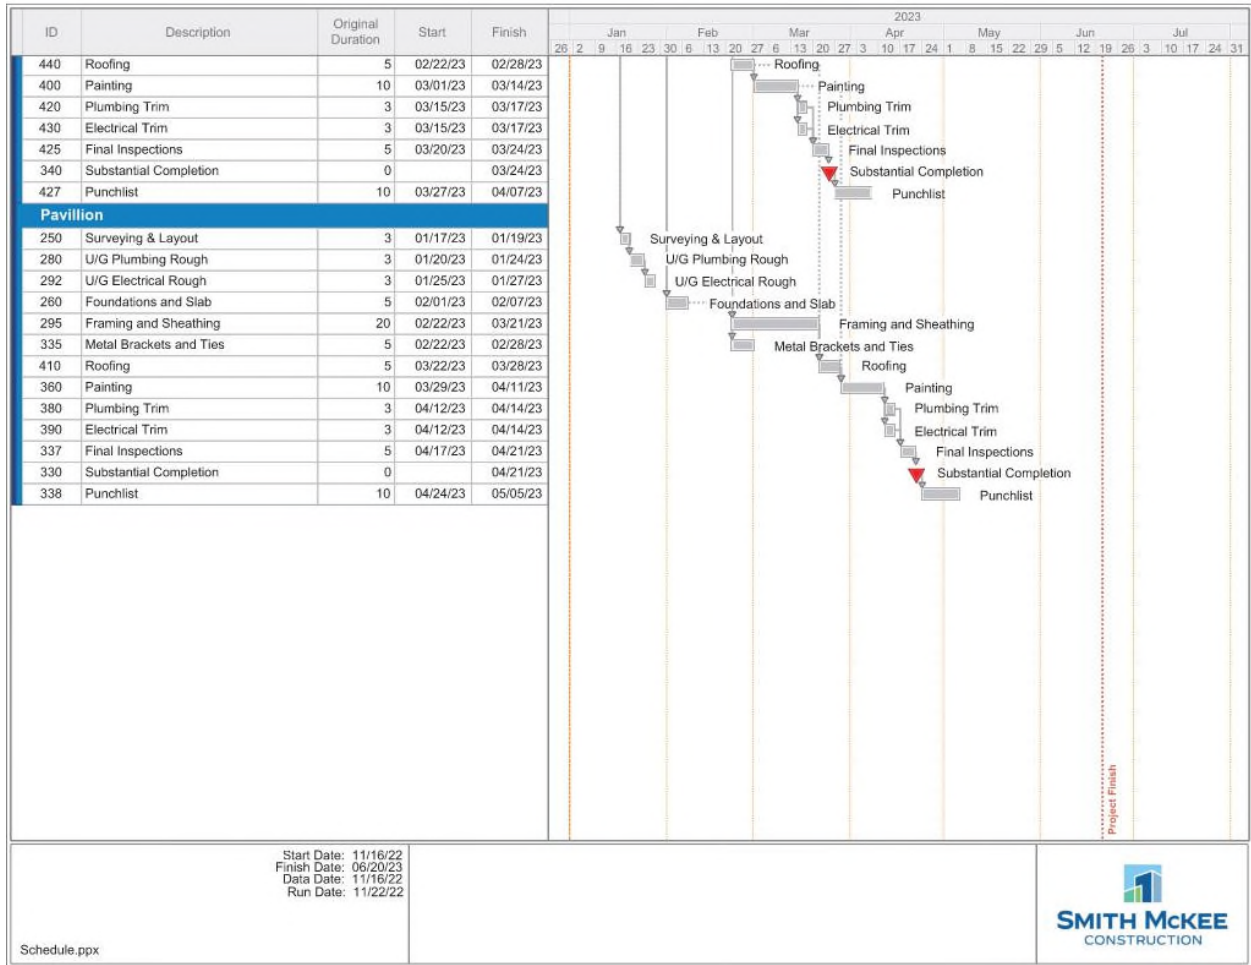 2023
ID Description Original Duration Start Finish Jan Feb Mar Apr May Jun Jul
26 2 9 16 23 30 6 13 20 27 6 13 20 27 3 10 17 24 1 8 15 22 29 5 12 19 26 3 10 17 24 31
440 Roofing 5 02/22/23 02/28/23 Roofing
400 Painting 10 03/01/23 03/14/23 Painting
420 Plumbing Trim 3 03/15/23 03/17/23 Plumbing Trim
430 Electrical Trim 3 03/15/23 03/17/23 Electrical Trim
425 Final Inspections 5 03/20/23 03/24/23 Final Inspections
340 Substantial Completion 0 03/24/23 Substantial Completion
427 Punchlist 10 03/27/23 04/07/23 Punchlist
Pavillion
250 Surveying & Layout 3 01/17/23 01/19/23 Surveying & Layout
280 U/G Plumbing Rough 3 01/20/23 01/24/23 U/G Plumbing Rough
292 U/G Electrical Rough 3 01/25/23 01/27/23 U/G Electrical Rough
260 Foundations and Slab 5 02/01/23 02/07/23 Foundations and Slab
295 Framing and Sheathing 20 02/22/23 03/21/23 Framing and Sheathing
335 Metal Brackets and Ties 5 02/22/23 02/28/23 Metal Brackets and Ties
410 Roofing 5 03/22/23 03/28/23 Roofing
360 Painting 10 03/29/23 04/11/23 Painting
380 Plumbing Trim 3 04/12/23 04/14/23 Plumbing Trim
390 Electrical Trim 3 04/12/23 04/14/23 Electrical Trim
337 Final Inspections 5 04/17/23 04/21/23 Final Inspections
330 Substantial Completion 0 04/21/23 Substantial Completion
338 Punchlist 10 04/24/23 05/05/23 Punchlist
Project Finish
Start Date: 11/16/22
Finish Date: 06/20/23
Data Date: 11/16/22
Run Date: 11/22/22
Schedule.ppx
SMITH MCKEE
CONSTRUCTION